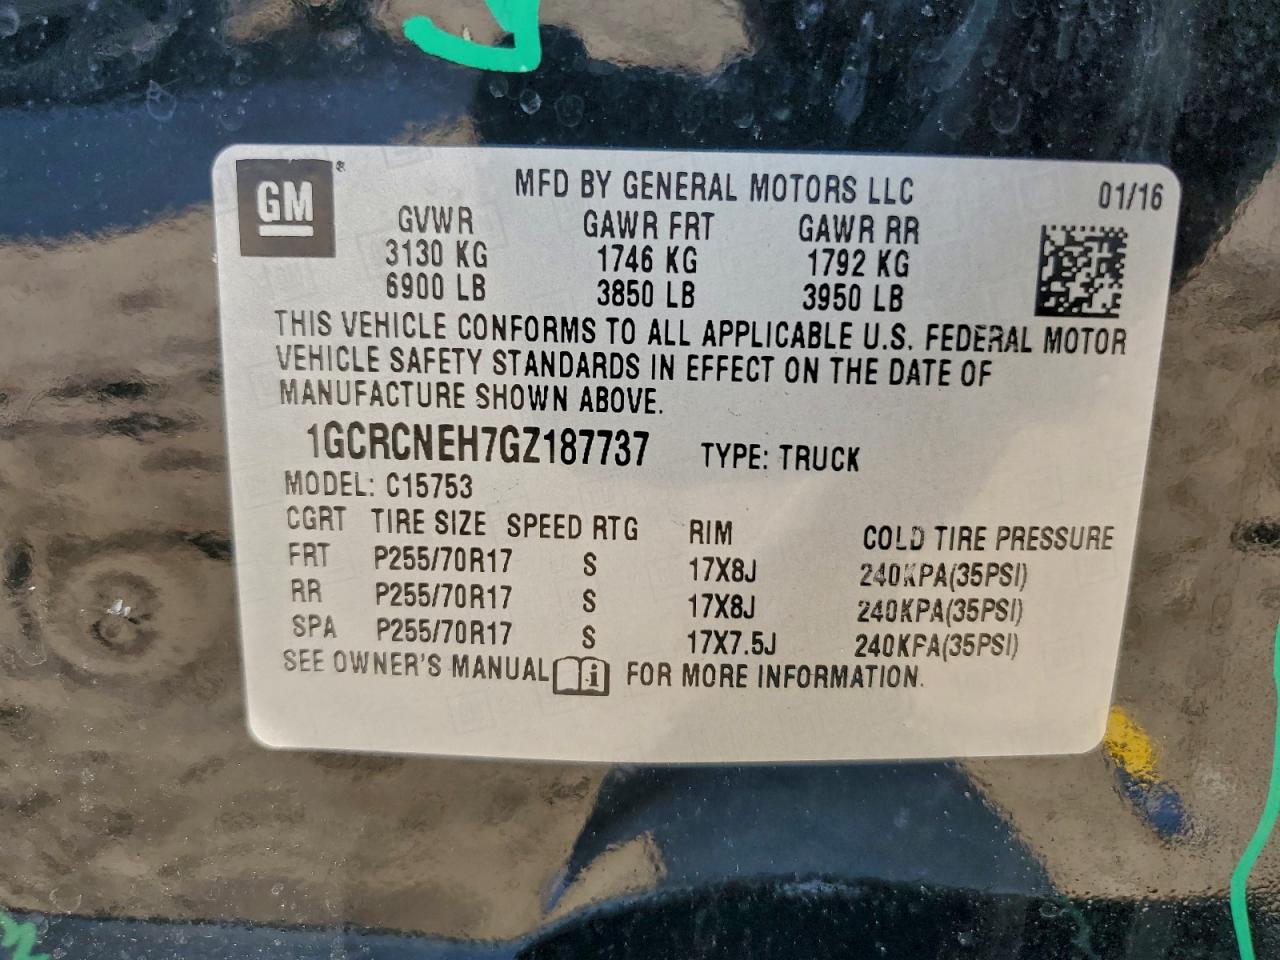 GM ®
MFD BY GENERAL MOTORS LLC 01/16
GVWR GAWR FRT GAWR RR
3130 KG 1746 KG 1792 KG
6900 LB 3850 LB 3950 LB
THIS VEHICLE CONFORMS TO ALL APPLICABLE U.S. FEDERAL MOTOR
VEHICLE SAFETY STANDARDS IN EFFECT ON THE DATE OF
MANUFACTURE SHOWN ABOVE.
1GCRCNEH7GZ187737 TYPE: TRUCK
MODEL: C15753
CGRT TIRE SIZE SPEED RTG RIM COLD TIRE PRESSURE
FRT P255/70R17 S 17X8J 240KPA(35PSI)
RR P255/70R17 S 17X8J 240KPA(35PSI)
SPA P255/70R17 S 17X7.5J 240KPA(35PSI)
SEE OWNER'S MANUAL i FOR MORE INFORMATION.